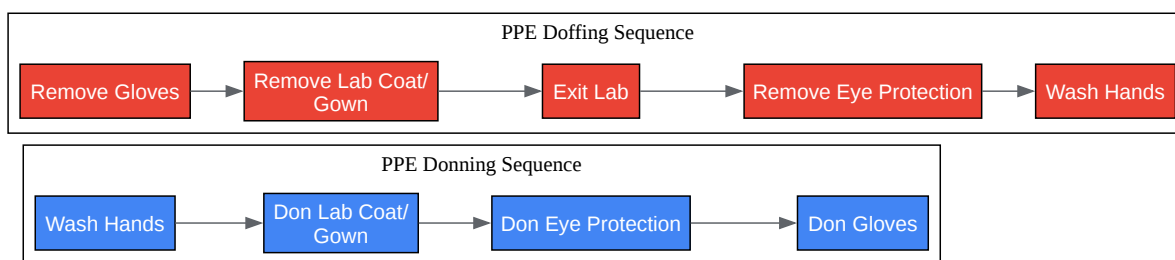 PPE Doffing Sequence
Remove Gloves
Remove Lab Coat/
Gown
Exit Lab
Remove Eye Protection
Wash Hands
PPE Donning Sequence
Wash Hands
Don Lab Coat/
Gown
Don Eye Protection
Don Gloves